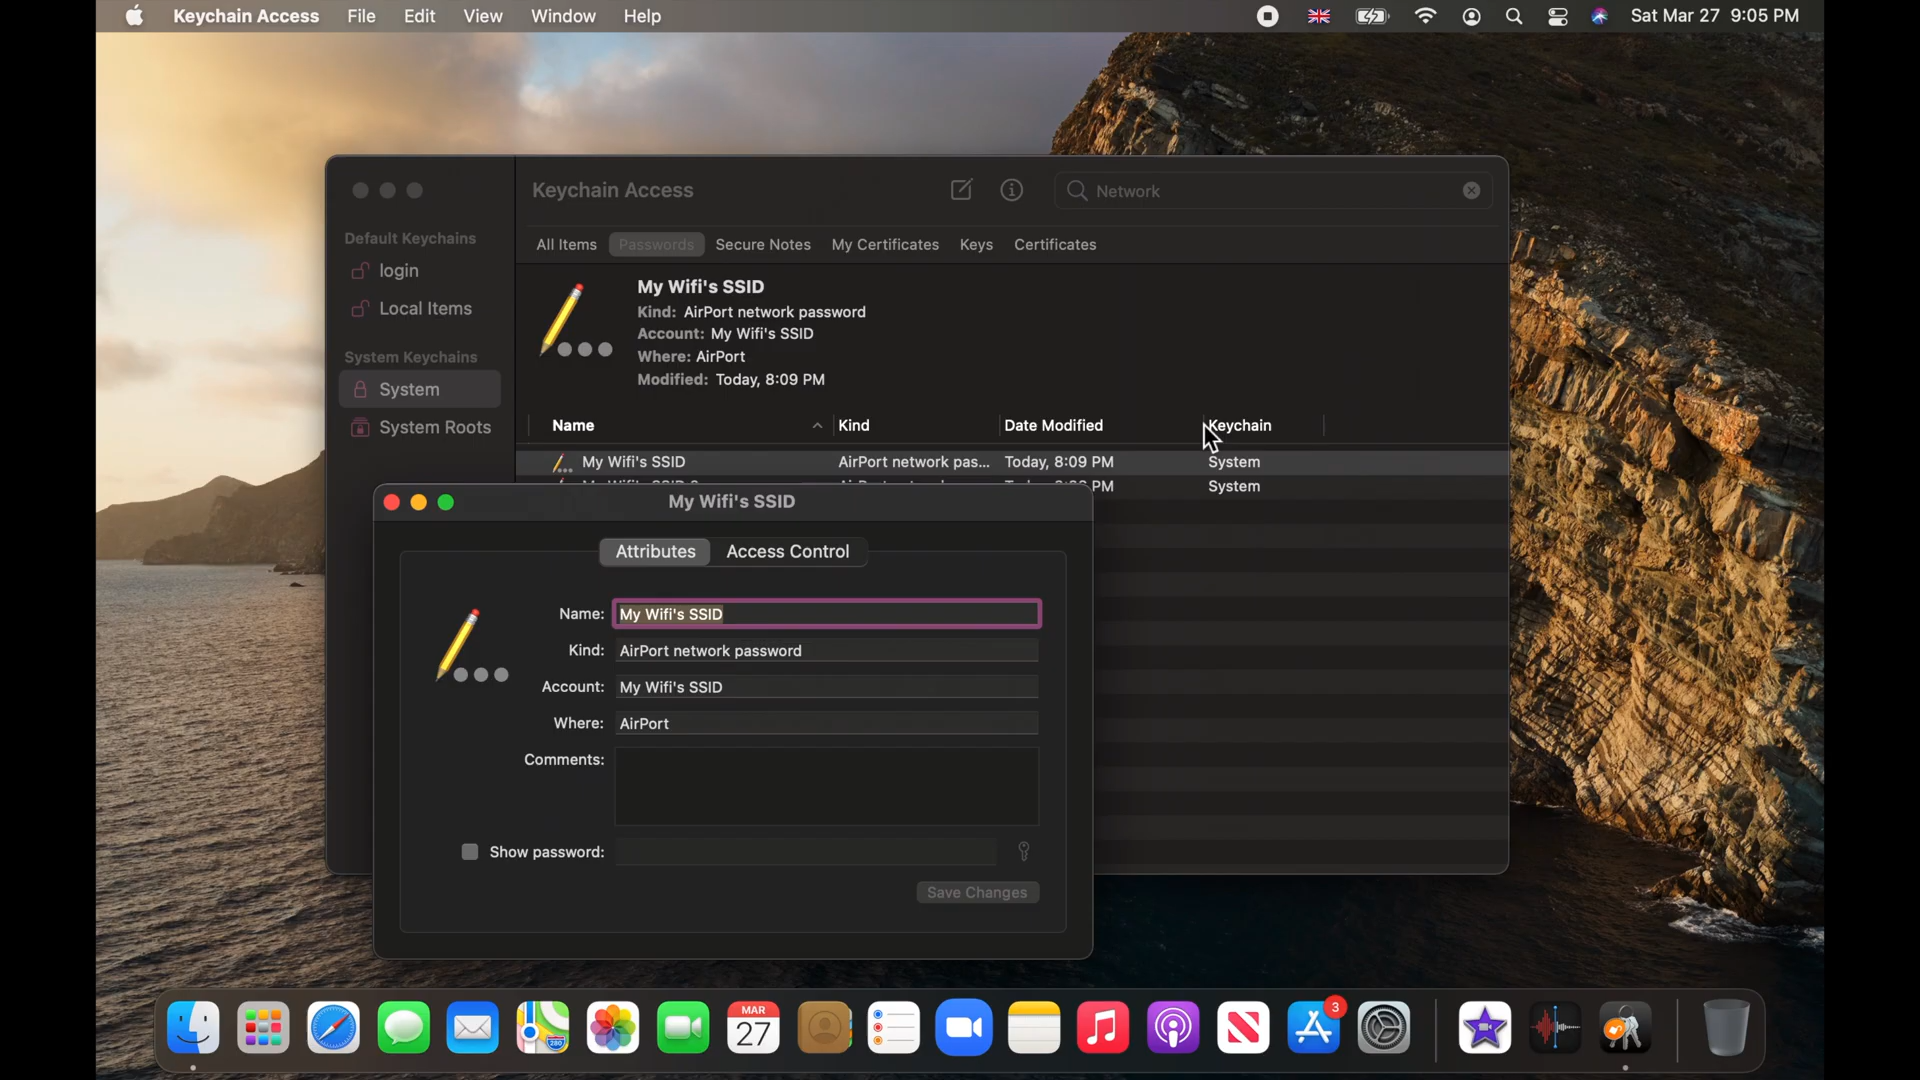 Keychain Access File Edit View Window Help Sat Mar 27 9:05 PM
Keychain Access
Network
Default Keychains
login
Local Items
System Keychains
System
System Roots
All Items Passwords Secure Notes My Certificates Keys Certificates
My Wifi's SSID
Kind: AirPort network password
Account: My Wifi's SSID
Where: AirPort
Modified: Today, 8:09 PM
Name Kind Date Modified Keychain
My Wifi's SSID AirPort network pas... Today, 8:09 PM System
PM System
My Wifi's SSID
Attributes Access Control
Name: My Wifi's SSID
Kind: AirPort network password
Account: My Wifi's SSID
Where: AirPort
Comments:
Show password:
Save Changes
MAR
27
280
3